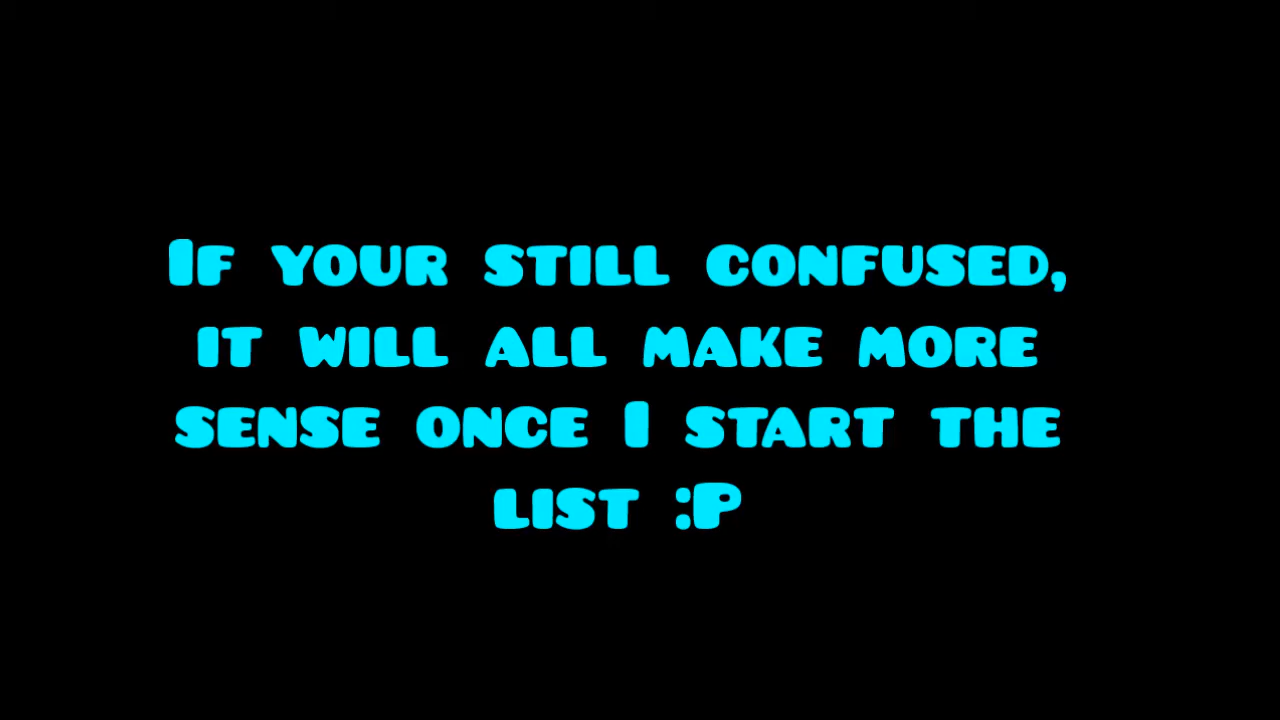 If your still confused,
it will all make more
sense once I start the
list :P